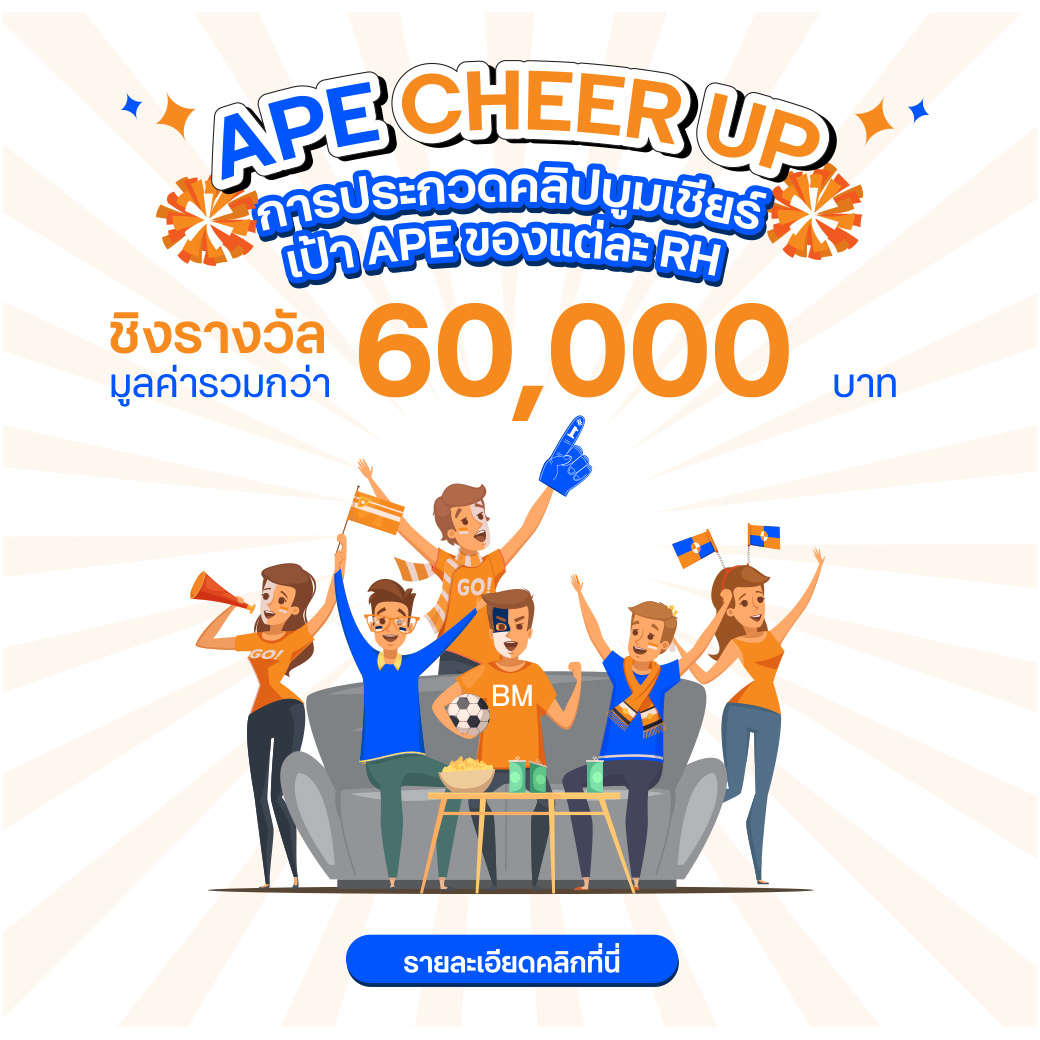 APE CHEER UP
การประกวดคลิปบูมเชียร์
เป้า APE ของแต่ละ RH
ชิงรางวัล
มูลค่ารวมกว่า
60,000
บาท
GO!
GO!
BM
รายละเอียดคลิกที่นี่